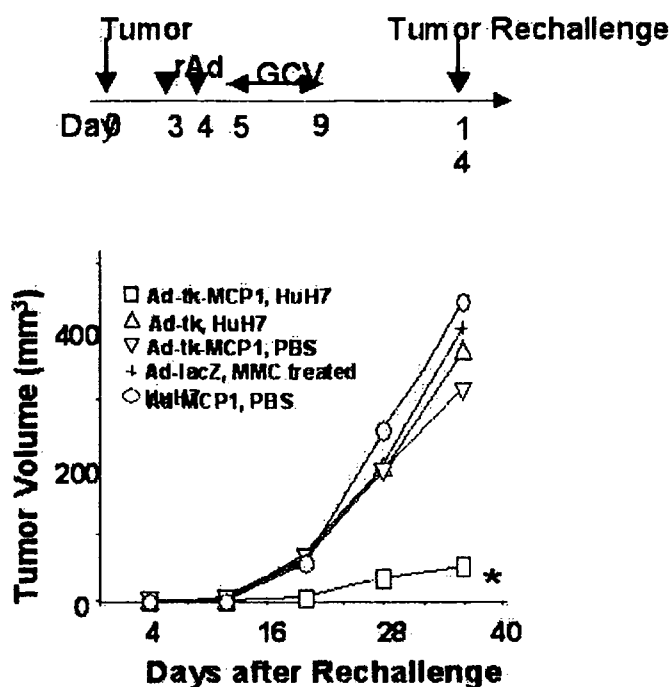 Tumor
Tumor Rechallenge
rAd
GCV
Day 0 3 4 5 9 14
Tumor Volume (mm³)
400
200
0
Ad-tk-MCP1, HuH7
Ad-tk, HuH7
Ad-tk-MCP1, PBS
Ad-lacZ, MMC treated
HuH7
Ad-MCP1, PBS
*
4 16 28 40
Days after Rechallenge